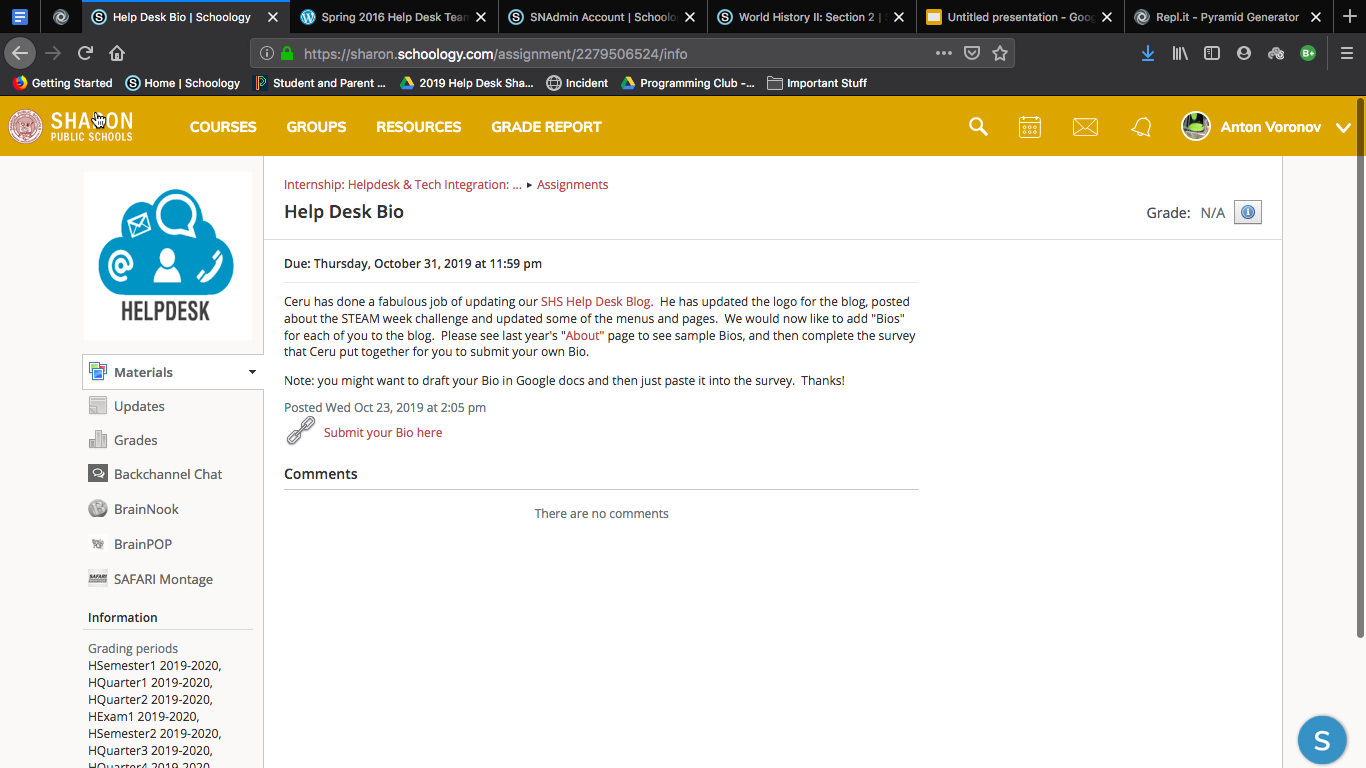 Help Desk Bio | Schoology
Spring 2016 Help Desk Team
SNAdmin Account | Schoolo
World History II: Section 2 | S
Untitled presentation - Goog
Repl.it - Pyramid Generator
https://sharon.schoology.com/assignment/2279506524/info
Getting Started
Home | Schoology
Student and Parent ...
2019 Help Desk Sha...
Incident
Programming Club -...
Important Stuff
SHARON
PUBLIC SCHOOLS
COURSES
GROUPS
RESOURCES
GRADE REPORT
Anton Voronov
HELPDESK
Materials
Updates
Grades
Backchannel Chat
BrainNook
BrainPOP
SAFARI Montage
Information
Grading periods
HSemester1 2019-2020,
HQuarter1 2019-2020,
HQuarter2 2019-2020,
HExam1 2019-2020,
HSemester2 2019-2020,
HQuarter3 2019-2020,
HQuarter4 2019-2020
Internship: Helpdesk & Tech Integration: ... ▸ Assignments
Help Desk Bio
Grade: N/A
Due: Thursday, October 31, 2019 at 11:59 pm
Ceru has done a fabulous job of updating our SHS Help Desk Blog. He has updated the logo for the blog, posted
about the STEAM week challenge and updated some of the menus and pages. We would now like to add "Bios"
for each of you to the blog. Please see last year's "About" page to see sample Bios, and then complete the survey
that Ceru put together for you to submit your own Bio.
Note: you might want to draft your Bio in Google docs and then just paste it into the survey. Thanks!
Posted Wed Oct 23, 2019 at 2:05 pm
Submit your Bio here
Comments
There are no comments
S